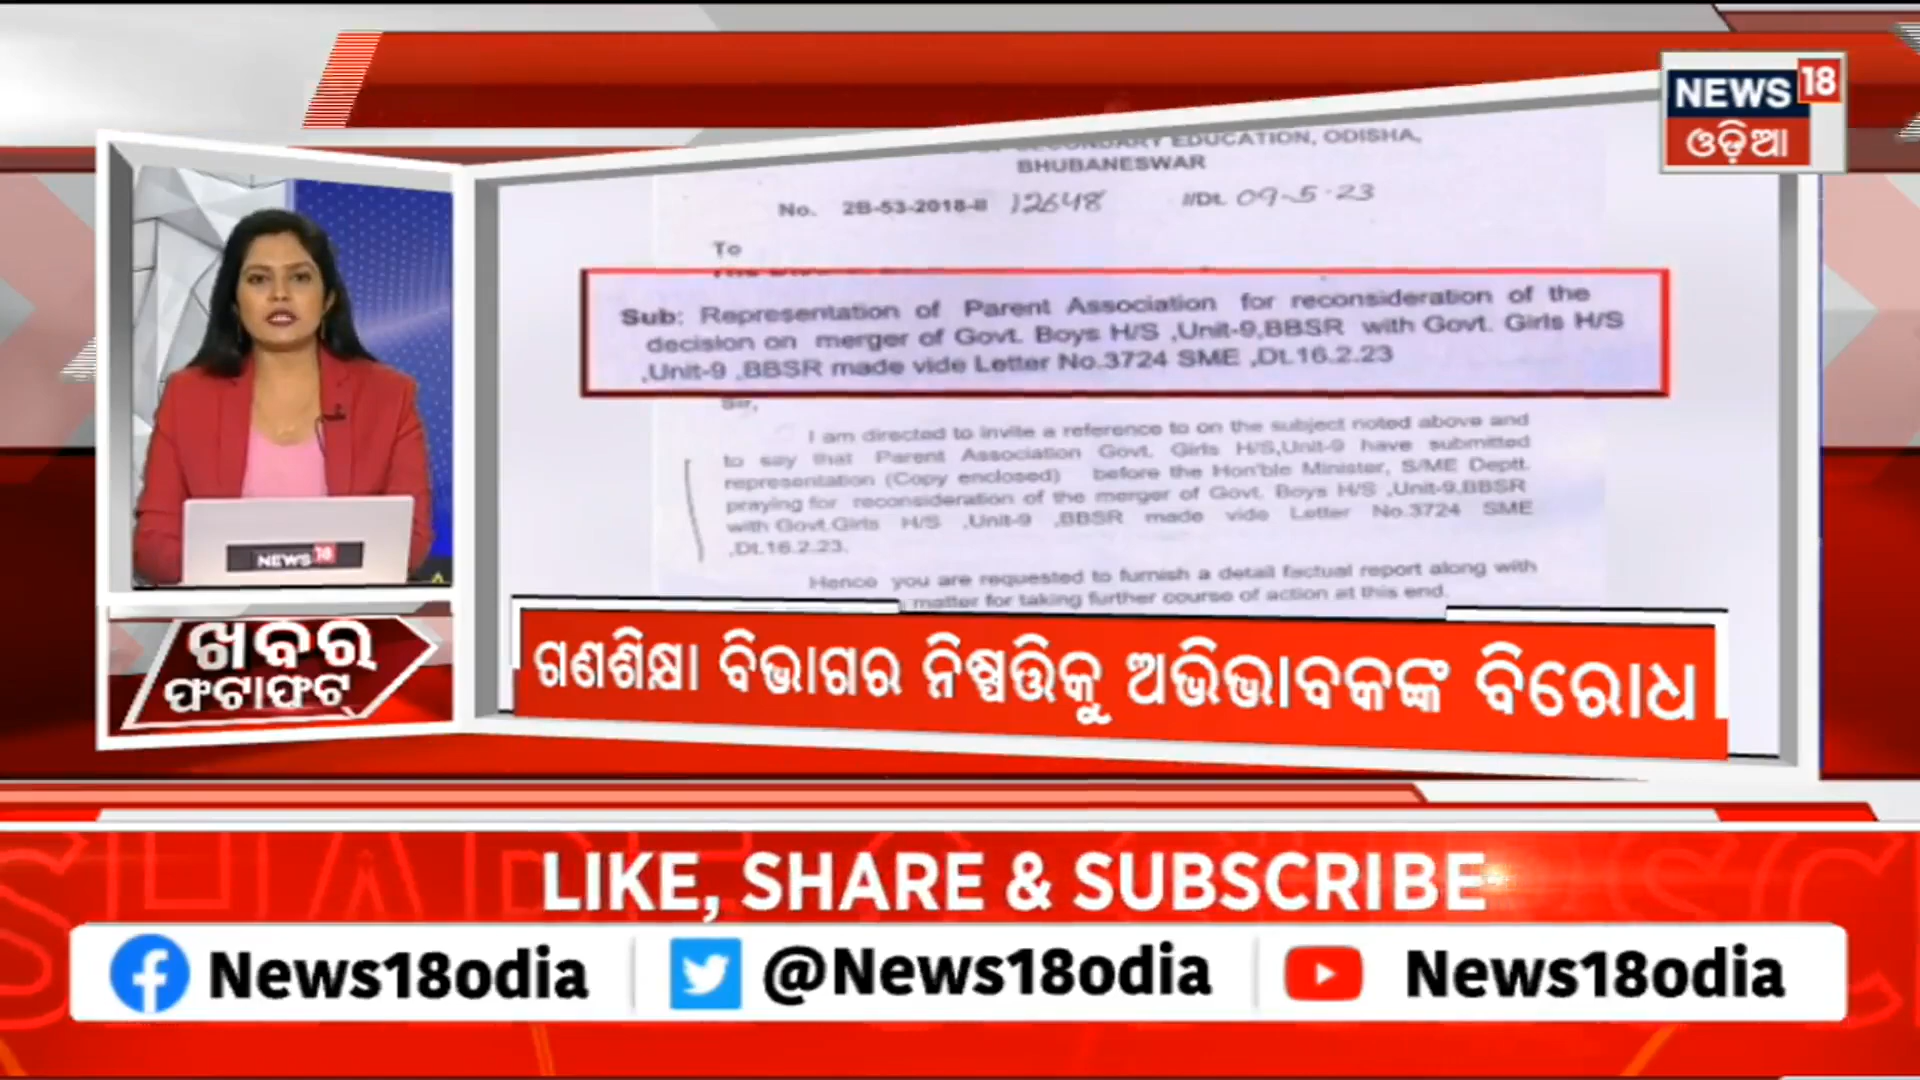 NEWS 18
ଓଡ଼ିଆ
SECONDARY EDUCATION, ODISHA,
BHUBANESWAR
No. 2B-53-2018-II 12648 //Dt. 09-5-23
To
Sub: Representation of Parent Association for reconsideration of the
decision on merger of Govt. Boys H/S ,Unit-9,BBSR with Govt. Girls H/S
,Unit-9 ,BBSR made vide Letter No.3724 SME ,Dt.16.2.23
Sir,
I am directed to invite a reference to on the subject noted above and
to say that Parent Association Govt. Girls H/S,Unit-9 have submitted
representation (Copy enclosed) before the Hon'ble Minister, S/ME Deptt.
praying for reconsideration of the merger of Govt. Boys H/S ,Unit-9,BBSR
with Govt.Girls H/S ,Unit-9 ,BBSR made vide Letter No.3724 SME
,Dt.16.2.23.
Hence you are requested to furnish a detail factual report along with
matter for taking further course of action at this end.
NEWS 18
ଖବର
ଫଟାଫଟ୍
ଗଣଶିକ୍ଷା ବିଭାଗର ନିଷ୍ପତ୍ତିକୁ ଅଭିଭାବକଙ୍କ ବିରୋଧ
LIKE, SHARE & SUBSCRIBE
News18odia @News18odia News18odia